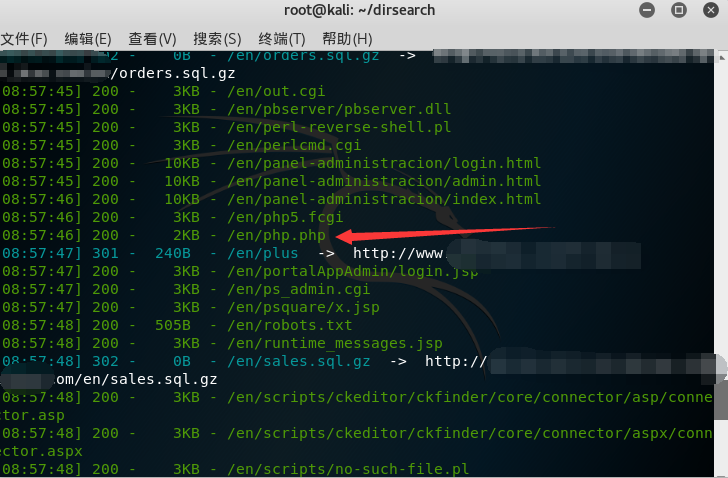 root@kali: ~/dirsearch
文件(F) 编辑(E) 查看(V) 搜索(S) 终端(T) 帮助(H)
2 - 0B - /en/orders.sql.gz ->
/orders.sql.gz
08:57:45] 200 - 3KB - /en/out.cgi
08:57:45] 200 - 3KB - /en/pbserver/pbserver.dll
08:57:45] 200 - 3KB - /en/perl-reverse-shell.pl
08:57:45] 200 - 3KB - /en/perlcmd.cgi
08:57:45] 200 - 10KB - /en/panel-administracion/login.html
08:57:45] 200 - 10KB - /en/panel-administracion/admin.html
08:57:46] 200 - 10KB - /en/panel-administracion/index.html
08:57:46] 200 - 3KB - /en/php5.fcgi
08:57:46] 200 - 2KB - /en/php.php
08:57:47] 301 - 240B - /en/plus -> http://www.
08:57:47] 200 - 3KB - /en/portalAppAdmin/login.jsp
08:57:47] 200 - 3KB - /en/ps_admin.cgi
08:57:47] 200 - 3KB - /en/psquare/x.jsp
08:57:48] 200 - 505B - /en/robots.txt
08:57:48] 200 - 3KB - /en/runtime_messages.jsp
08:57:48] 302 - 0B - /en/sales.sql.gz -> http://
om/en/sales.sql.gz
08:57:48] 200 - 3KB - /en/scripts/ckeditor/ckfinder/core/connector/asp/conne
ctor.asp
08:57:48] 200 - 3KB - /en/scripts/ckeditor/ckfinder/core/connector/aspx/conn
ector.aspx
08:57:48] 200 - 3KB - /en/scripts/no-such-file.pl